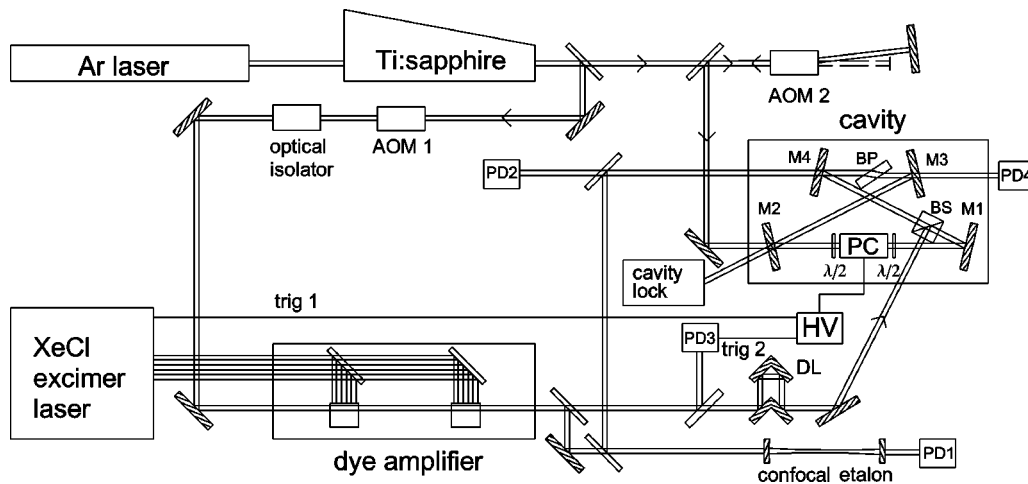 Ar laser
Ti:sapphire
AOM 2
optical
isolator
AOM 1
cavity
PD2
M4
BP
M3
PD4
M2
BS
M1
PC
λ/2
λ/2
cavity
lock
trig 1
HV
XeCl
excimer
laser
PD3
trig 2
DL
dye amplifier
confocal etalon
PD1